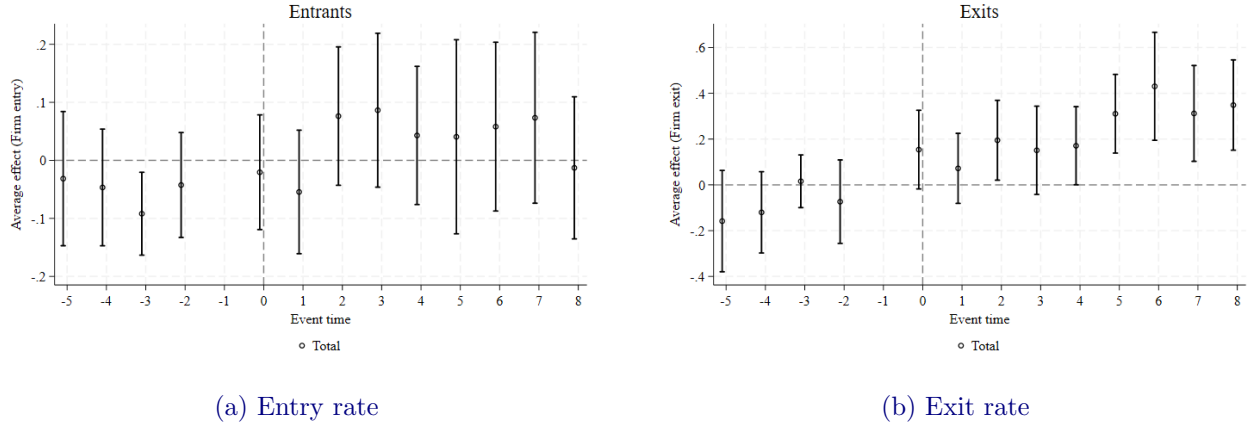 Entrants
Average effect (Firm entry)
.2
.1
0
-.1
-.2
-5 -4 -3 -2 -1 0 1 2 3 4 5 6 7 8
Event time
Total
(a) Entry rate
Exits
Average effect (Firm exit)
.6
.4
.2
0
-.2
-.4
-5 -4 -3 -2 -1 0 1 2 3 4 5 6 7 8
Event time
Total
(b) Exit rate